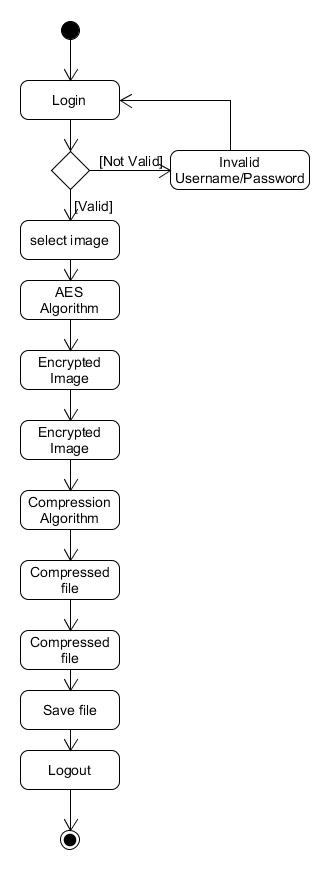 Login
[Not Valid]
Invalid
Username/Password
[Valid]
select image
AES
Algorithm
Encrypted
Image
Encrypted
Image
Compression
Algorithm
Compressed
file
Compressed
file
Save file
Logout